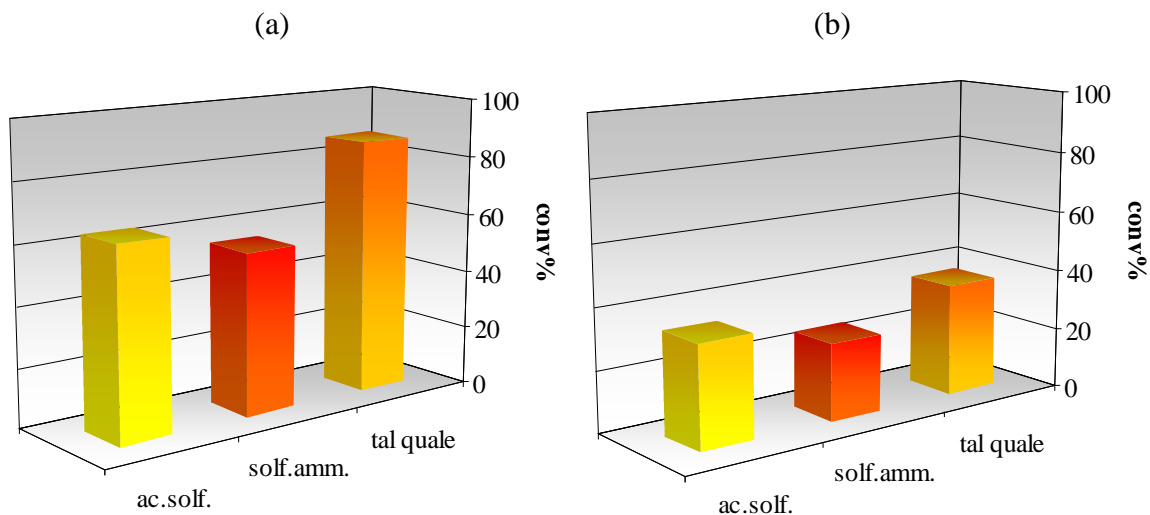 (a)
100
80
60
40
20
0
conv%
tal quale
solf.amm.
ac.solf.
(b)
100
80
60
40
20
0
conv%
tal quale
solf.amm.
ac.solf.